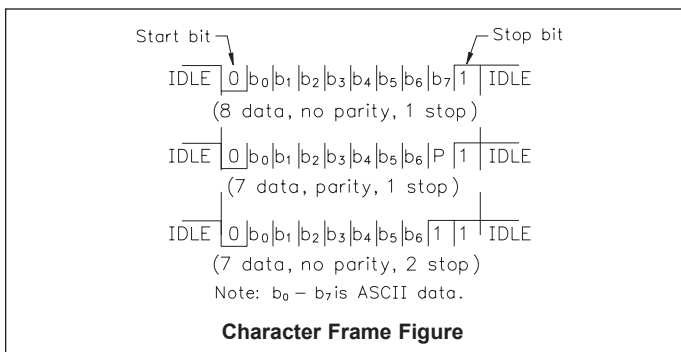 Start bit Stop bit
IDLE 0 b₀ b₁ b₂ b₃ b₄ b₅ b₆ b₇ 1 IDLE
(8 data, no parity, 1 stop)
IDLE 0 b₀ b₁ b₂ b₃ b₄ b₅ b₆ P 1 IDLE
(7 data, parity, 1 stop)
IDLE 0 b₀ b₁ b₂ b₃ b₄ b₅ b₆ 1 1 IDLE
(7 data, no parity, 2 stop)
Note: b₀ – b₇ is ASCII data.
Character Frame Figure